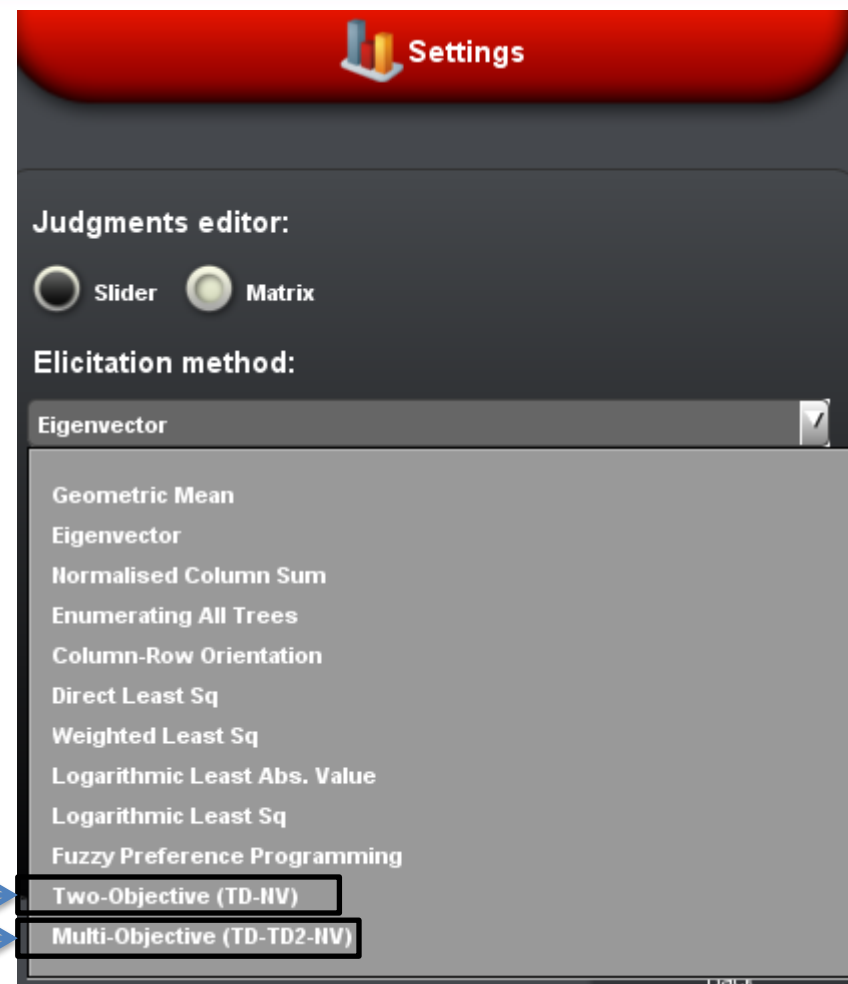 Settings
Judgments editor:
Slider Matrix
Elicitation method:
Eigenvector
Geometric Mean
Eigenvector
Normalised Column Sum
Enumerating All Trees
Column-Row Orientation
Direct Least Sq
Weighted Least Sq
Logarithmic Least Abs. Value
Logarithmic Least Sq
Fuzzy Preference Programming
Two-Objective (TD-NV)
Multi-Objective (TD-TD2-NV)